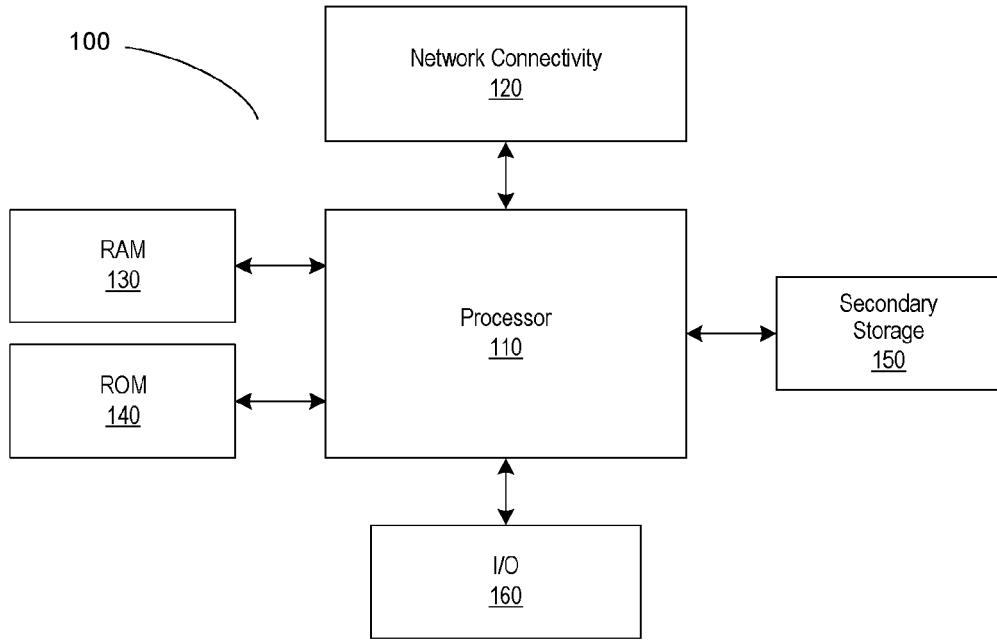 100
Network Connectivity
120
RAM
130
Processor
110
Secondary
Storage
150
ROM
140
I/O
160